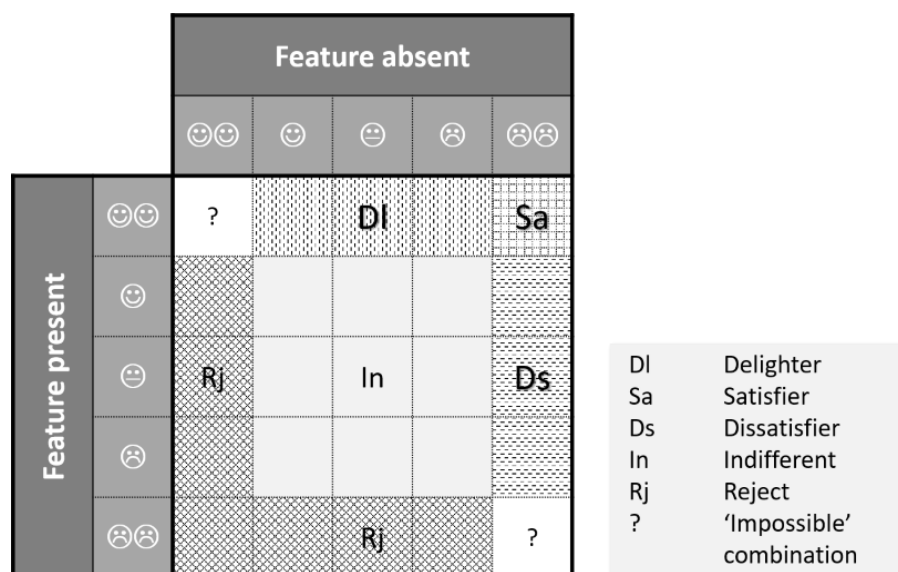 Feature absent
Feature present
? Dl Sa
Rj In Ds
Rj ?
Dl Delighter
Sa Satisfier
Ds Dissatisfier
In Indifferent
Rj Reject
? ‘Impossible’
combination